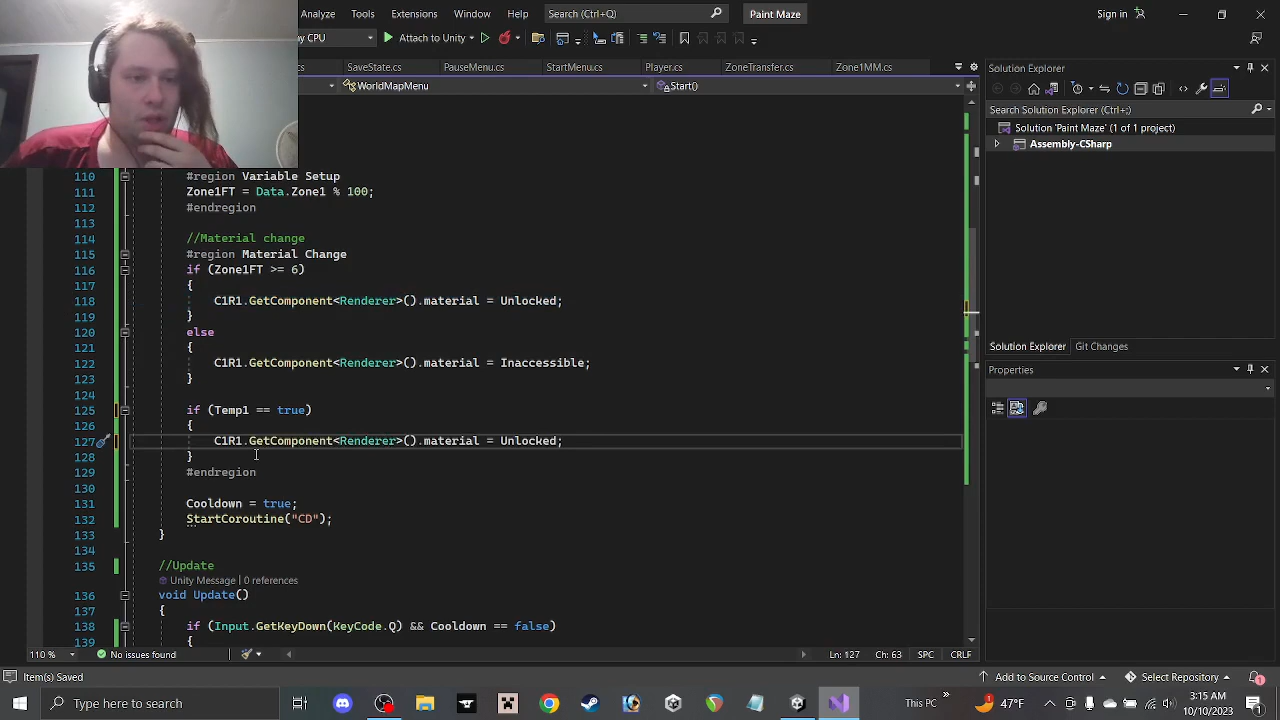 Analyze Tools Extensions Window Help Search (Ctrl+Q) Paint Maze Sign in
CPU Attach to Unity
cs SaveState.cs PauseMenu.cs StartMenu.cs Player.cs ZoneTransfer.cs Zone1MM.cs
WorldMapMenu Start()
110 #region Variable Setup
111 Zone1FT = Data.Zone1 % 100;
112 #endregion
113
114 //Material change
115 #region Material Change
116 if (Zone1FT >= 6)
117 {
118 C1R1.GetComponent<Renderer>().material = Unlocked;
119 }
120 else
121 {
122 C1R1.GetComponent<Renderer>().material = Inaccessible;
123 }
124
125 if (Temp1 == true)
126 {
127 C1R1.GetComponent<Renderer>().material = Unlocked;
128 }
129 #endregion
130
131 Cooldown = true;
132 StartCoroutine("CD");
133 }
134
135 //Update
Unity Message | 0 references
136 void Update()
137 {
138 if (Input.GetKeyDown(KeyCode.Q) && Cooldown == false)
139 {
110 % No issues found Ln: 127 Ch: 63 SPC CRLF
Solution Explorer
Search Solution Explorer (Ctrl+;)
Solution 'Paint Maze' (1 of 1 project)
Assembly-CSharp
Solution Explorer Git Changes
Properties
Item(s) Saved Add to Source Control Select Repository 1
Type here to search This PC » 47°F 3:15 AM
10/10/2023